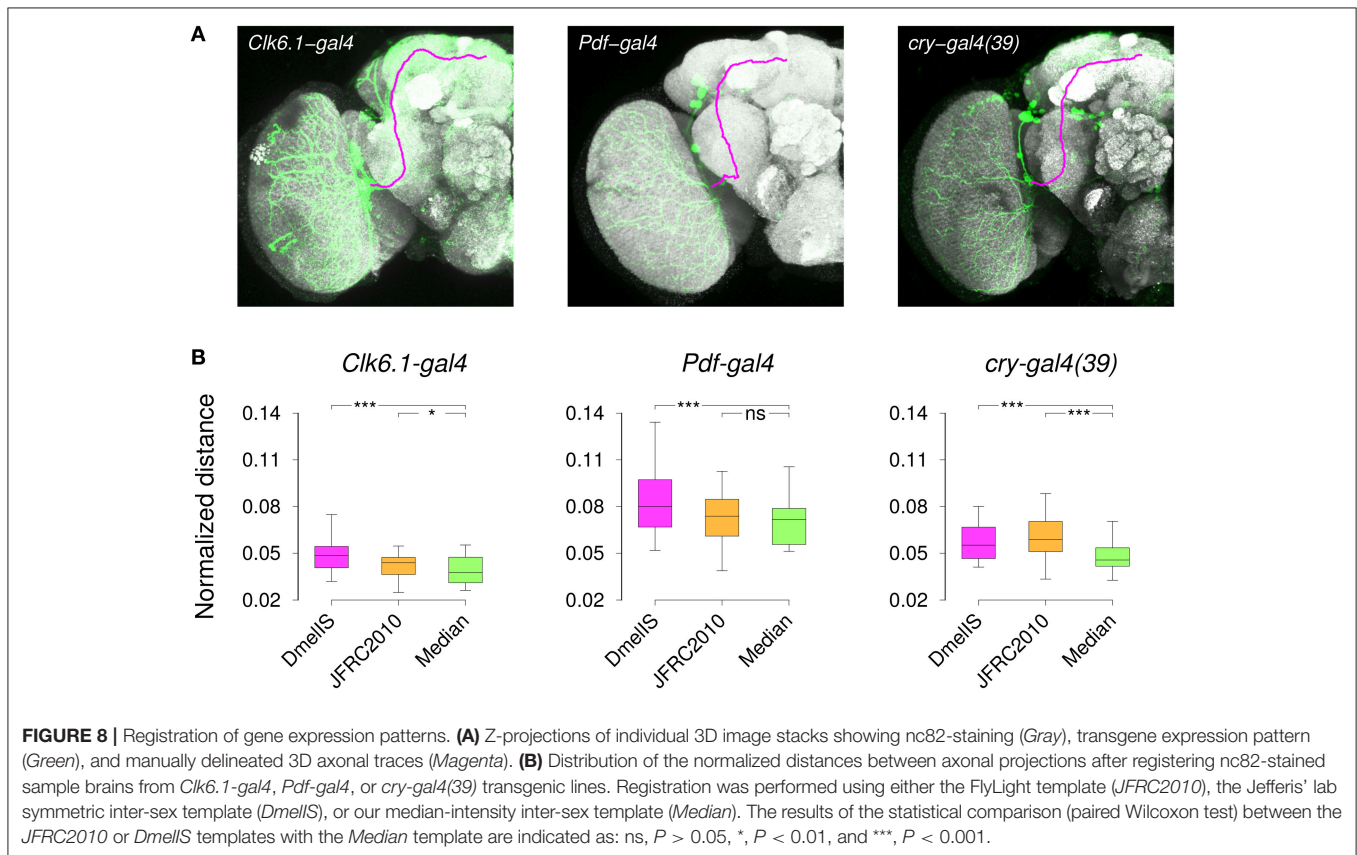 A
Clk6.1–gal4
Pdf–gal4
cry–gal4(39)
B
Clk6.1-gal4
Pdf-gal4
cry-gal4(39)
Normalized distance
0.14
0.11
0.08
0.05
0.02
***
*
DmelIS
JFRC2010
Median
0.14
0.11
0.08
0.05
0.02
***
ns
DmelIS
JFRC2010
Median
0.14
0.11
0.08
0.05
0.02
***
***
DmelIS
JFRC2010
Median
FIGURE 8 | Registration of gene expression patterns. (A) Z-projections of individual 3D image stacks showing nc82-staining (Gray), transgene expression pattern
(Green), and manually delineated 3D axonal traces (Magenta). (B) Distribution of the normalized distances between axonal projections after registering nc82-stained
sample brains from Clk6.1-gal4, Pdf-gal4, or cry-gal4(39) transgenic lines. Registration was performed using either the FlyLight template (JFRC2010), the Jefferis' lab
symmetric inter-sex template (DmelIS), or our median-intensity inter-sex template (Median). The results of the statistical comparison (paired Wilcoxon test) between the
JFRC2010 or DmelIS templates with the Median template are indicated as: ns, P > 0.05, *, P < 0.01, and ***, P < 0.001.